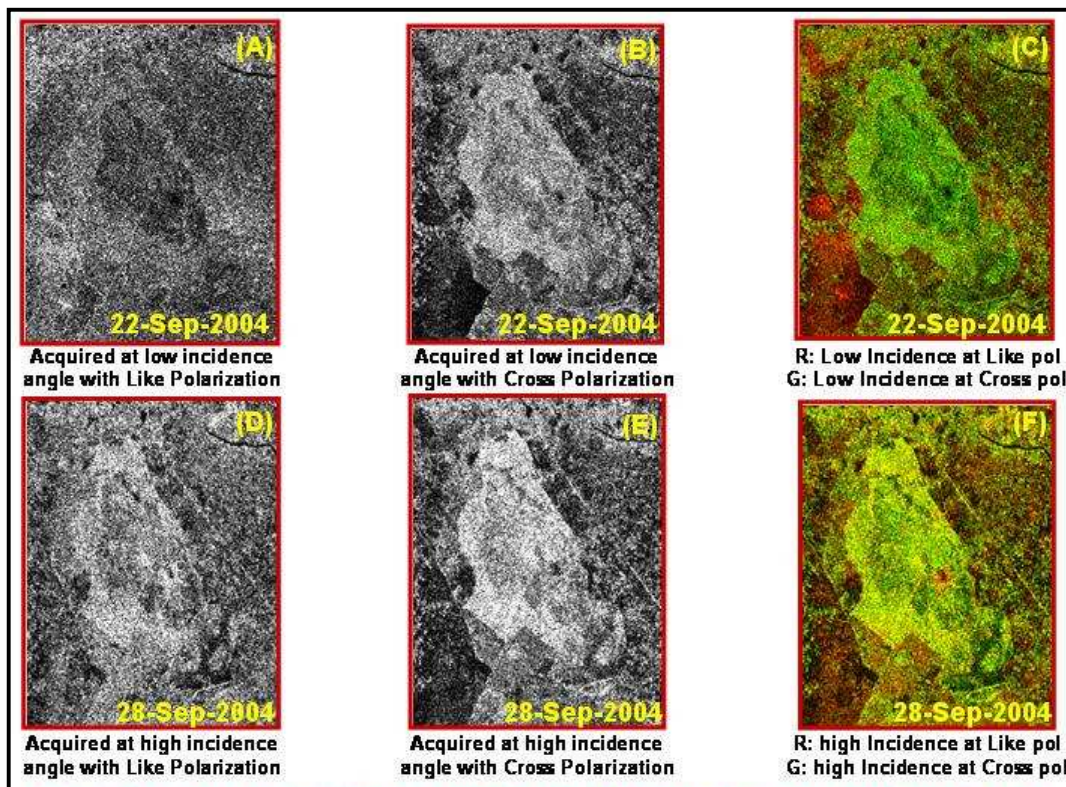 (A)
22-Sep-2004
Acquired at low incidence
angle with Like Polarization
(B)
22-Sep-2004
Acquired at low incidence
angle with Cross Polarization
(C)
22-Sep-2004
R: Low Incidence at Like pol
G: Low Incidence at Cross pol
(D)
28-Sep-2004
Acquired at high incidence
angle with Like Polarization
(E)
28-Sep-2004
Acquired at high incidence
angle with Cross Polarization
(F)
28-Sep-2004
R: high Incidence at Like pol
G: high Incidence at Cross pol